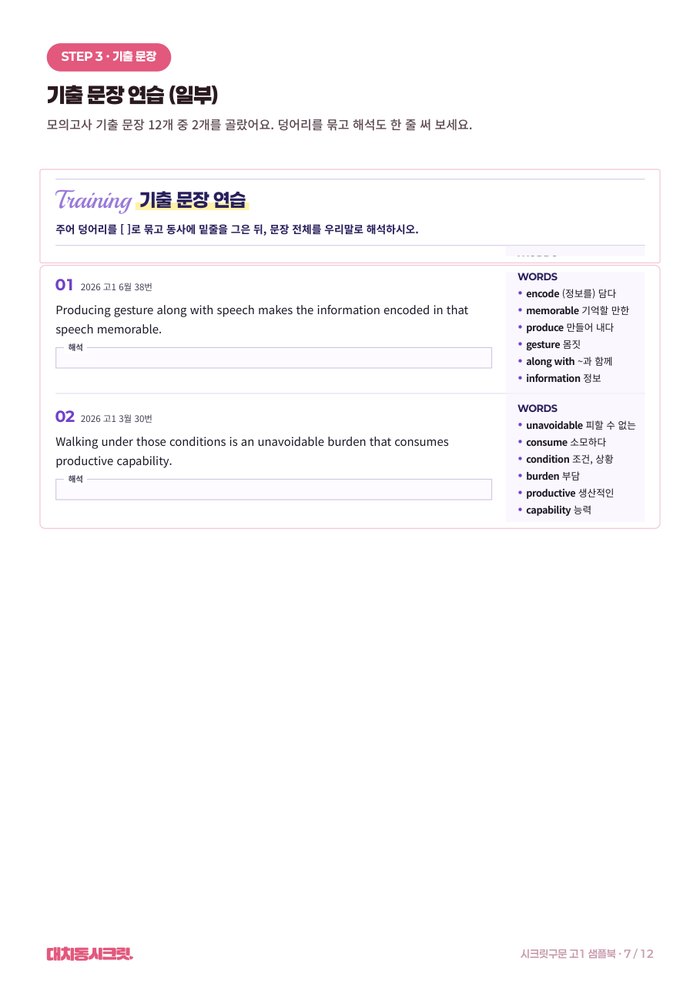 STEP 3 · 기출 문장
기출 문장 연습 (일부)
모의고사 기출 문장 12개 중 2개를 골랐어요. 덩어리를 묶고 해석도 한 줄 써 보세요.
Training 기출 문장 연습
주어 덩어리를 [ ]로 묶고 동사에 밑줄을 그은 뒤, 문장 전체를 우리말로 해석하시오.
01 2026 고1 6월 38번
Producing gesture along with speech makes the information encoded in that
speech memorable.
해석
WORDS
• encode (정보를) 담다
• memorable 기억할 만한
• produce 만들어 내다
• gesture 몸짓
• along with ~과 함께
• information 정보
02 2026 고1 3월 30번
Walking under those conditions is an unavoidable burden that consumes
productive capability.
해석
WORDS
• unavoidable 피할 수 없는
• consume 소모하다
• condition 조건, 상황
• burden 부담
• productive 생산적인
• capability 능력
대치동시크릿.
시크릿구문 고1 샘플북 · 7 / 12